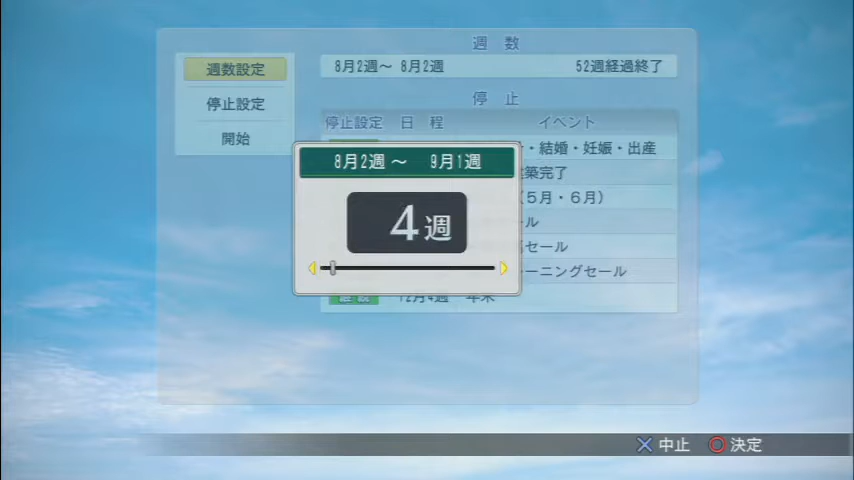 週 数
週数設定
8月2週～ 8月2週 52週経過終了
停止設定
停 止
停止設定 日 程 イベント
開始
・結婚・妊娠・出産
8月2週～ 9月1週
築完了
(5月・6月)
4週
ル
セール
ーニングセール
継続 12月4週 年末
中止 決定